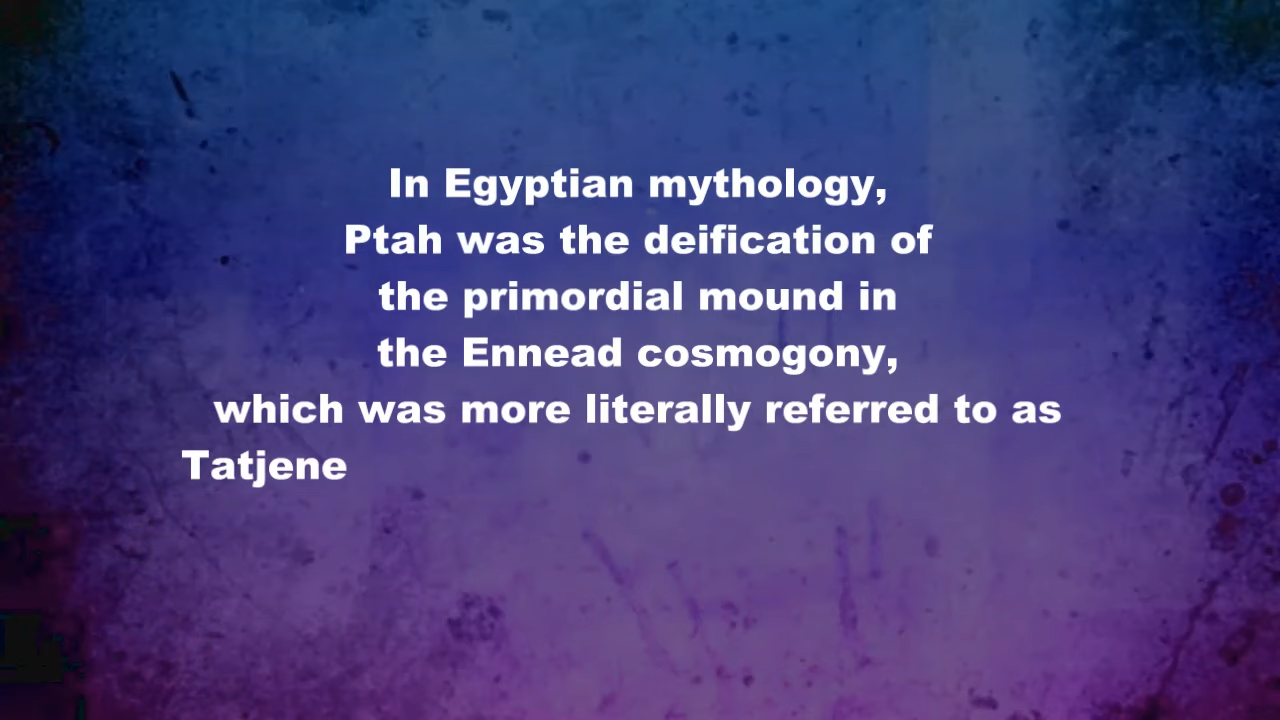 In Egyptian mythology,
Ptah was the deification of
the primordial mound in
the Ennead cosmogony,
which was more literally referred to as
Tatjene